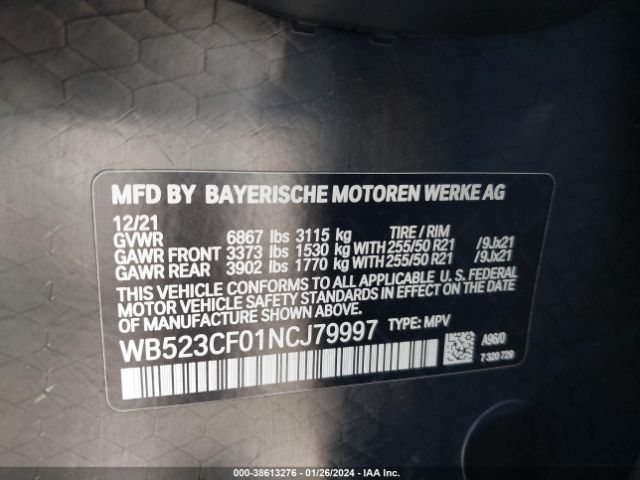 MFD BY BAYERISCHE MOTOREN WERKE AG
12/21
GVWR 6867 lbs 3115 kg TIRE / RIM
GAWR FRONT 3373 lbs 1530 kg WITH 255/50 R21 /9Jx21
GAWR REAR 3902 lbs 1770 kg WITH 255/50 R21 /9Jx21
THIS VEHICLE CONFORMS TO ALL APPLICABLE U. S. FEDERAL
MOTOR VEHICLE SAFETY STANDARDS IN EFFECT ON THE
DATE OF MANUFACTURE SHOWN ABOVE.
WB523CF01NCJ79997 TYPE: MPV
A96/0
7 320 729
000-38613276 - 01/26/2024 - IAA Inc.